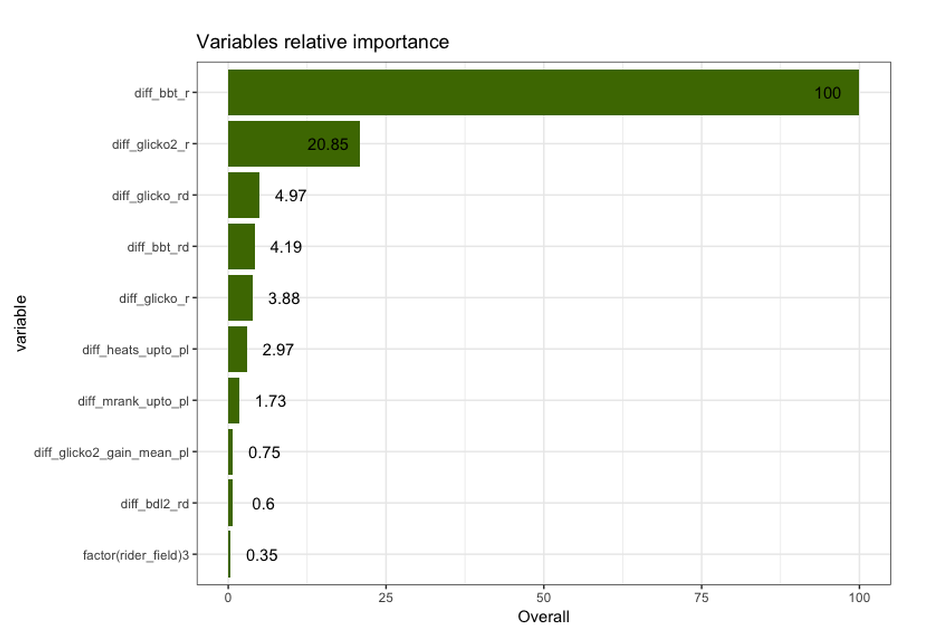 Variables relative importance
variable
diff_bbt_r 100
diff_glicko2_r 20.85
diff_glicko_rd 4.97
diff_bbt_rd 4.19
diff_glicko_r 3.88
diff_heats_upto_pl 2.97
diff_mrank_upto_pl 1.73
diff_glicko2_gain_mean_pl 0.75
diff_bdl2_rd 0.6
factor(rider_field)3 0.35
0 25 50 75 100
Overall